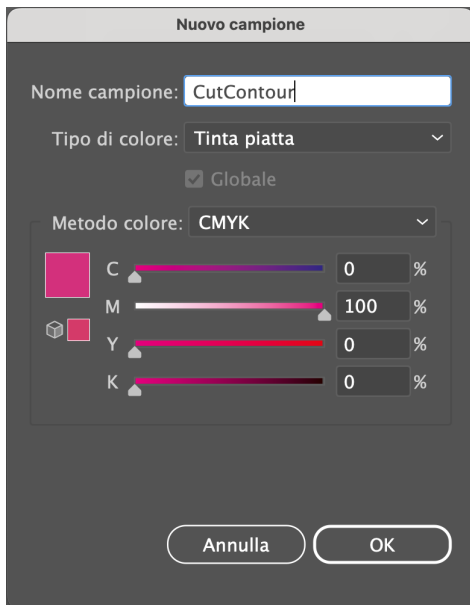 Nuovo campione
Nome campione: CutContour
Tipo di colore: Tinta piatta
Globale
Metodo colore: CMYK
C 0 %
M 100 %
Y 0 %
K 0 %
Annulla OK